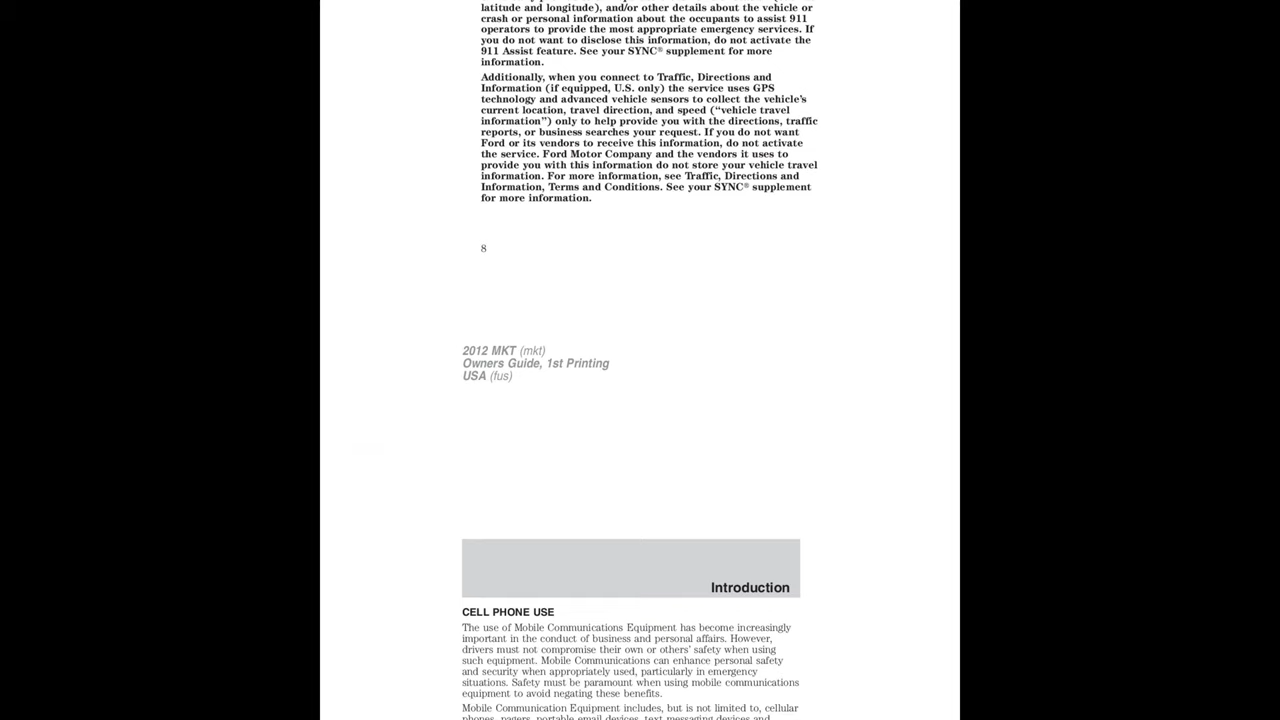 latitude and longitude), and/or other details about the vehicle or
crash or personal information about the occupants to assist 911
operators to provide the most appropriate emergency services. If
you do not want to disclose this information, do not activate the
911 Assist feature. See your SYNC® supplement for more
information.
Additionally, when you connect to Traffic, Directions and
Information (if equipped, U.S. only) the service uses GPS
technology and advanced vehicle sensors to collect the vehicle's
current location, travel direction, and speed (“vehicle travel
information”) only to help provide you with the directions, traffic
reports, or business searches your request. If you do not want
Ford or its vendors to receive this information, do not activate
the service. Ford Motor Company and the vendors it uses to
provide you with this information do not store your vehicle travel
information. For more information, see Traffic, Directions and
Information, Terms and Conditions. See your SYNC® supplement
for more information.
8
2012 MKT (mkt)
Owners Guide, 1st Printing
USA (fus)
Introduction
CELL PHONE USE
The use of Mobile Communications Equipment has become increasingly
important in the conduct of business and personal affairs. However,
drivers must not compromise their own or others' safety when using
such equipment. Mobile Communications can enhance personal safety
and security when appropriately used, particularly in emergency
situations. Safety must be paramount when using mobile communications
equipment to avoid negating these benefits.
Mobile Communication Equipment includes, but is not limited to, cellular
phones, pagers, portable email devices, text messaging devices and